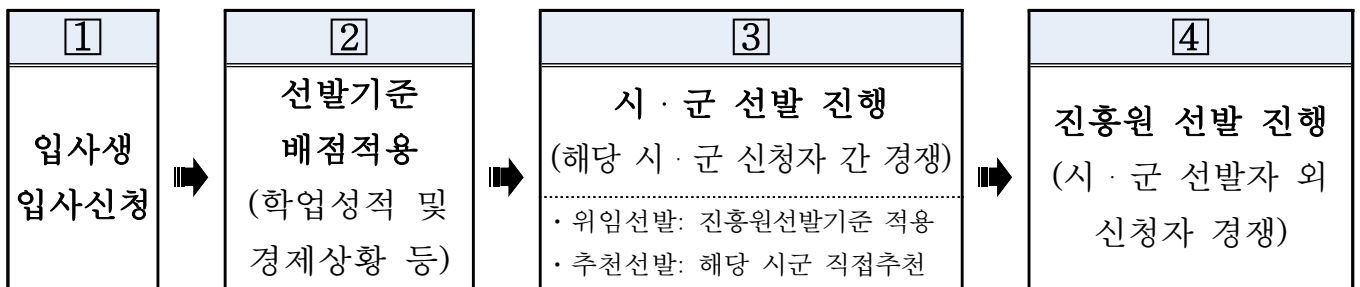 1
입사생
입사신청
2
선발기준
배점적용
(학업성적 및
경제상황 등)
3
시·군 선발 진행
(해당 시·군 신청자 간 경쟁)
·위임선발: 진흥원선발기준 적용
·추천선발: 해당 시군 직접추천
4
진흥원 선발 진행
(시·군 선발자 외
신청자 경쟁)